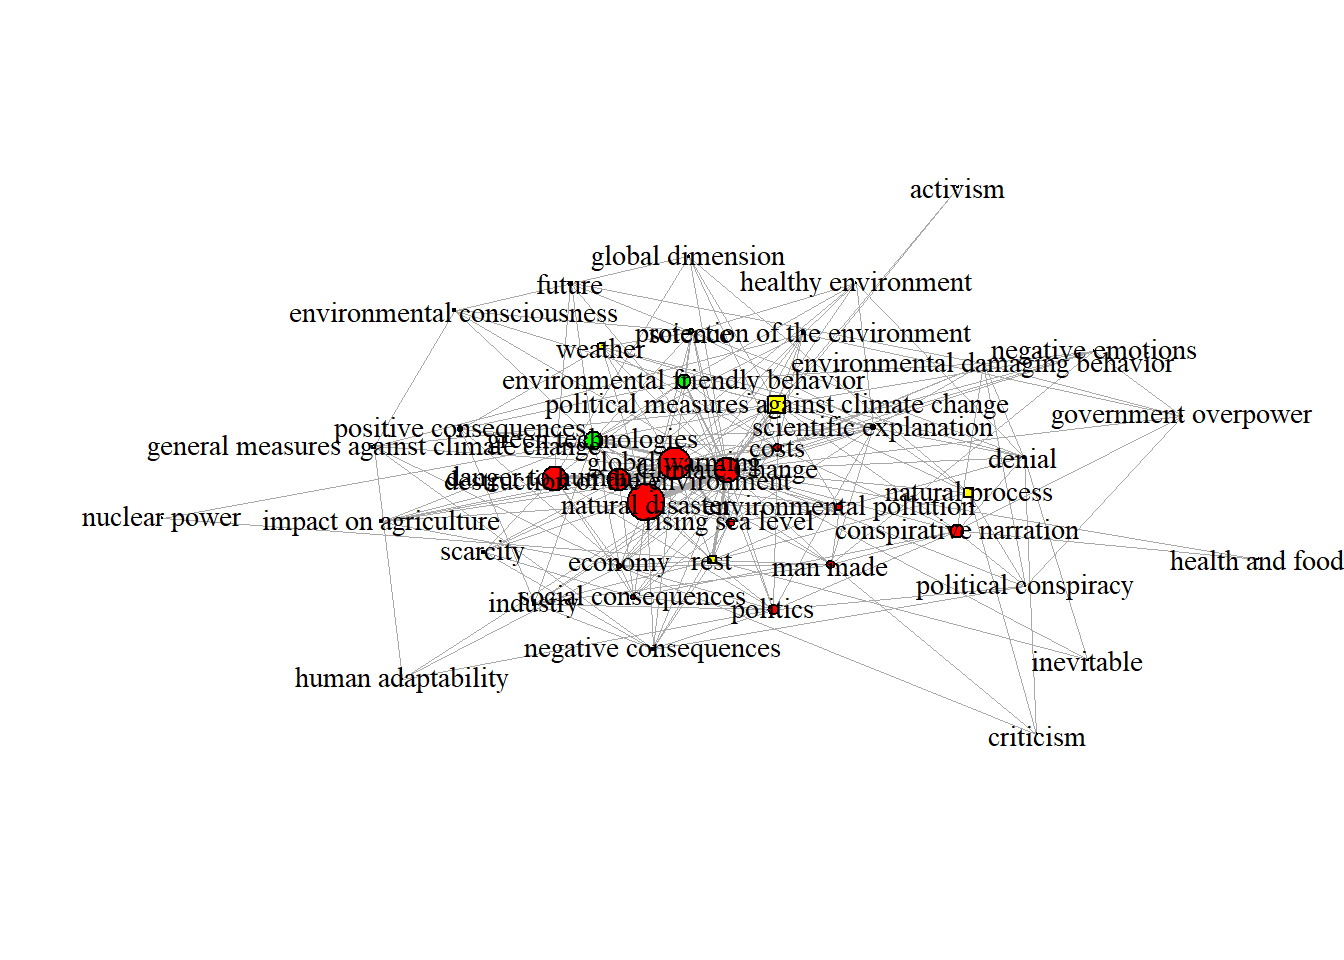 activism
global dimension
healthy environment
future
environmental consciousness
protection of the environment
science
weather
negative emotions
environmental damaging behavior
environmental friendly behavior
political measures against climate change
government overpower
positive consequences
scientific explanation
green technologies
general measures against climate change
costs
denial
global warming
climate change
danger to humanity
destruction of the environment
natural process
natural disaster
environmental pollution
nuclear power
impact on agriculture
rising sea level
conspirative narration
scarcity
economy
rest
man made
health and food
political conspiracy
social consequences
industry
politics
negative consequences
inevitable
human adaptability
criticism